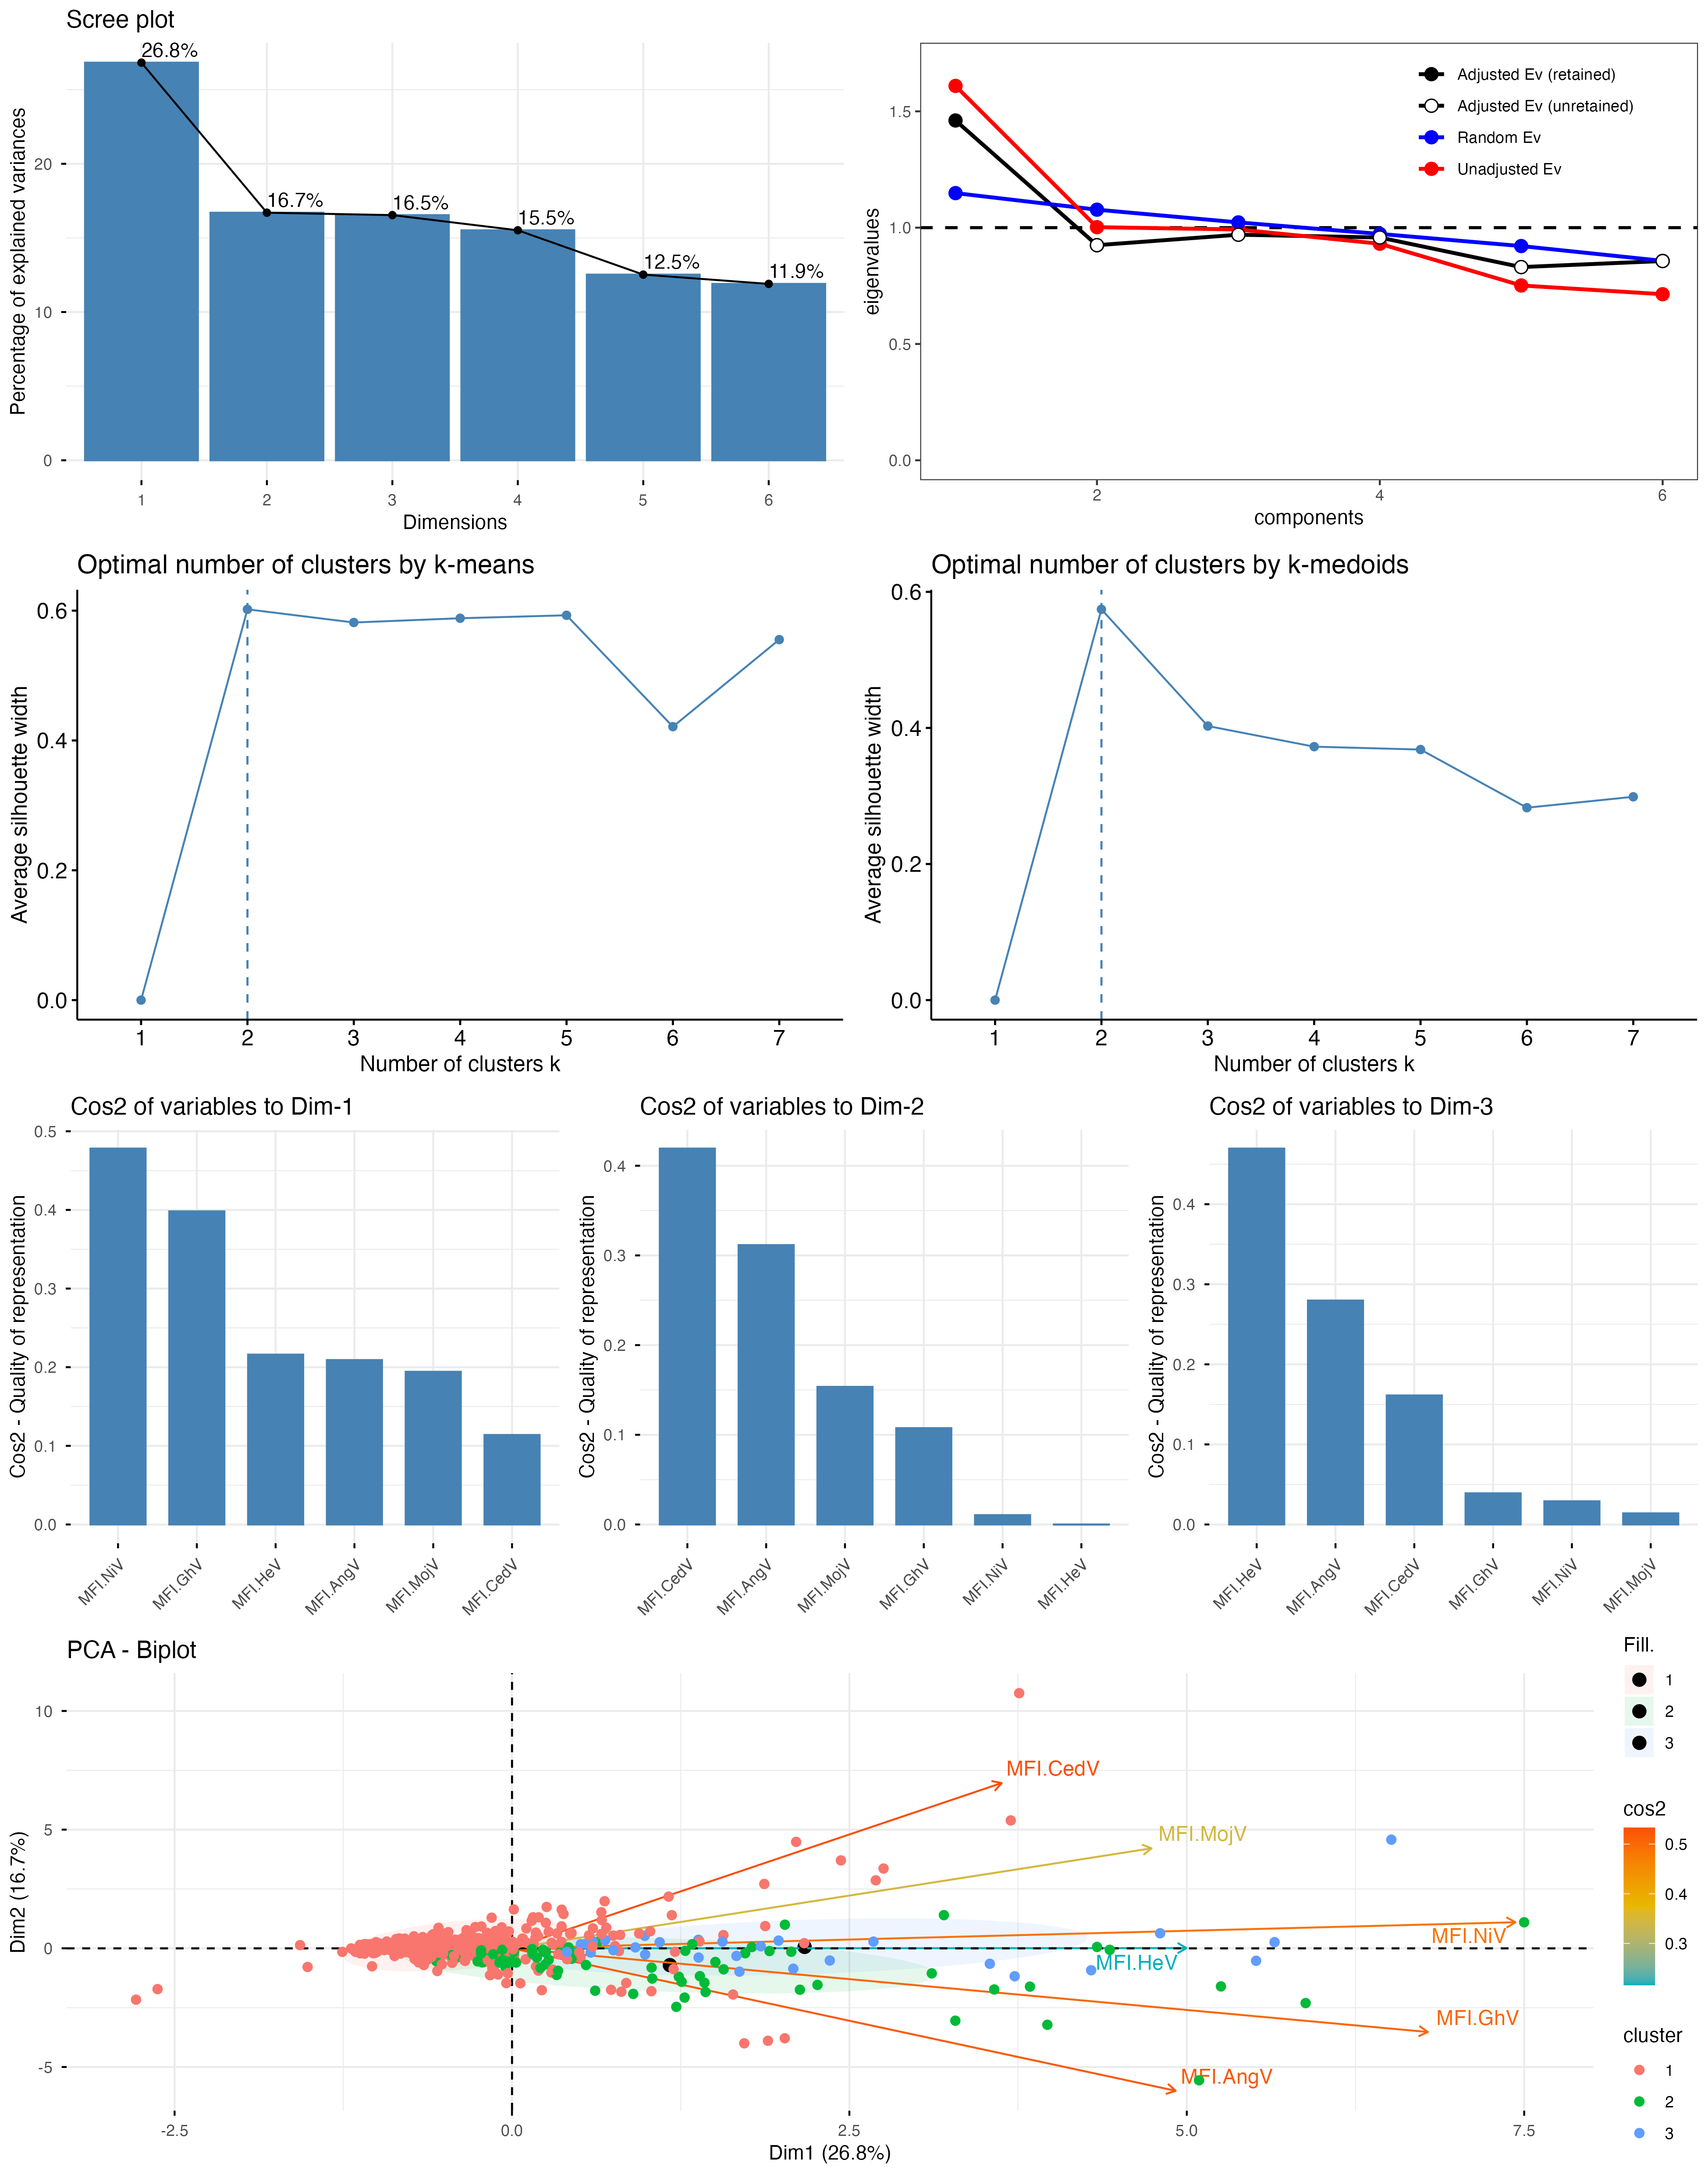 Scree plot
Percentage of explained variances
20
10
0
26.8%
16.7%
16.5%
15.5%
12.5%
11.9%
1 2 3 4 5 6
Dimensions
eigenvalues
1.5
1.0
0.5
0.0
Adjusted Ev (retained)
Adjusted Ev (unretained)
Random Ev
Unadjusted Ev
2 4 6
components
Optimal number of clusters by k-means
Average silhouette width
0.6
0.4
0.2
0.0
1 2 3 4 5 6 7
Number of clusters k
Optimal number of clusters by k-medoids
Average silhouette width
0.6
0.4
0.2
0.0
1 2 3 4 5 6 7
Number of clusters k
Cos2 of variables to Dim-1
Cos2 - Quality of representation
0.5
0.4
0.3
0.2
0.1
0.0
MFI.NiV MFI.GhV MFI.HeV MFI.AngV MFI.MojV MFI.CedV
Cos2 of variables to Dim-2
Cos2 - Quality of representation
0.4
0.3
0.2
0.1
0.0
MFI.CedV MFI.AngV MFI.MojV MFI.GhV MFI.NiV MFI.HeV
Cos2 of variables to Dim-3
Cos2 - Quality of representation
0.4
0.3
0.2
0.1
0.0
MFI.HeV MFI.AngV MFI.CedV MFI.GhV MFI.NiV MFI.MojV
PCA - Biplot
Dim2 (16.7%)
10
5
0
-5
MFI.CedV
MFI.MojV
MFI.NiV
MFI.HeV
MFI.GhV
MFI.AngV
-2.5 0.0 2.5 5.0 7.5
Dim1 (26.8%)
Fill.
1
2
3
cos2
0.5
0.4
0.3
cluster
1
2
3